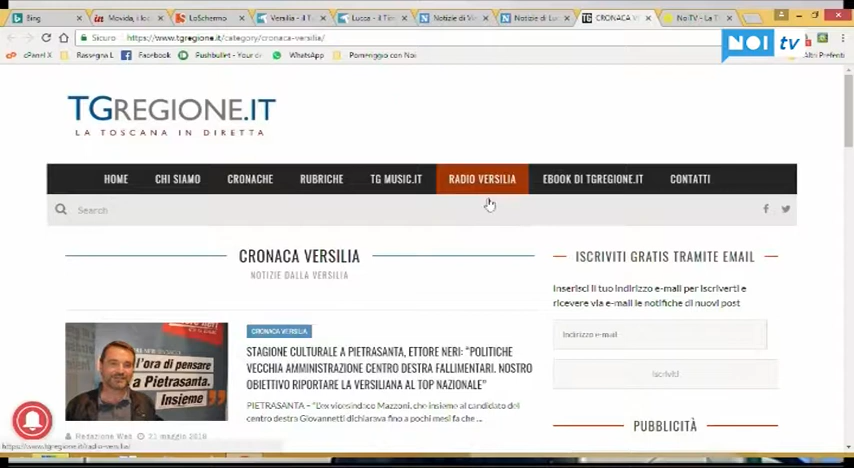 Bing
Movida, i loc
LoSchermo
Versilia - il T
Lucca - il Tim
Notizie di Ve
Notizie di Lu
CRONACA VE
NoiTV - La T
Sicuro
https://www.tgregione.it/category/cronaca-versilia/
NOI tv
cPanel X
Rassegna L
Facebook
Pushbullet - Your de
WhatsApp
Pomeriggio con Noi
Altri Preferiti
TGREGIONE.IT
LA TOSCANA IN DIRETTA
HOME
CHI SIAMO
CRONACHE
RUBRICHE
TG MUSIC.IT
RADIO VERSILIA
EBOOK DI TGREGIONE.IT
CONTATTI
Search
CRONACA VERSILIA
NOTIZIE DALLA VERSILIA
CRONACA VERSILIA
STAGIONE CULTURALE A PIETRASANTA, ETTORE NERI: “POLITICHE
VECCHIA AMMINISTRAZIONE CENTRO DESTRA FALLIMENTARI. NOSTRO
OBIETTIVO RIPORTARE LA VERSILIANA AL TOP NAZIONALE”
PIETRASANTA – “L’ex vicesindaco Mazzoni, che insieme al candidato del
centro destra Giovannetti dichiarava fino a pochi mesi fa che ...
l'ora di pensare
a Pietrasanta.
Insieme
Redazione Web
21 maggio 2018
ISCRIVITI GRATIS TRAMITE EMAIL
Inserisci il tuo indirizzo e-mail per iscriverti e
ricevere via e-mail le notifiche di nuovi post
Indirizzo e-mail
Iscriviti
PUBBLICITÀ
https://www.tgregione.it/radio-versilia/